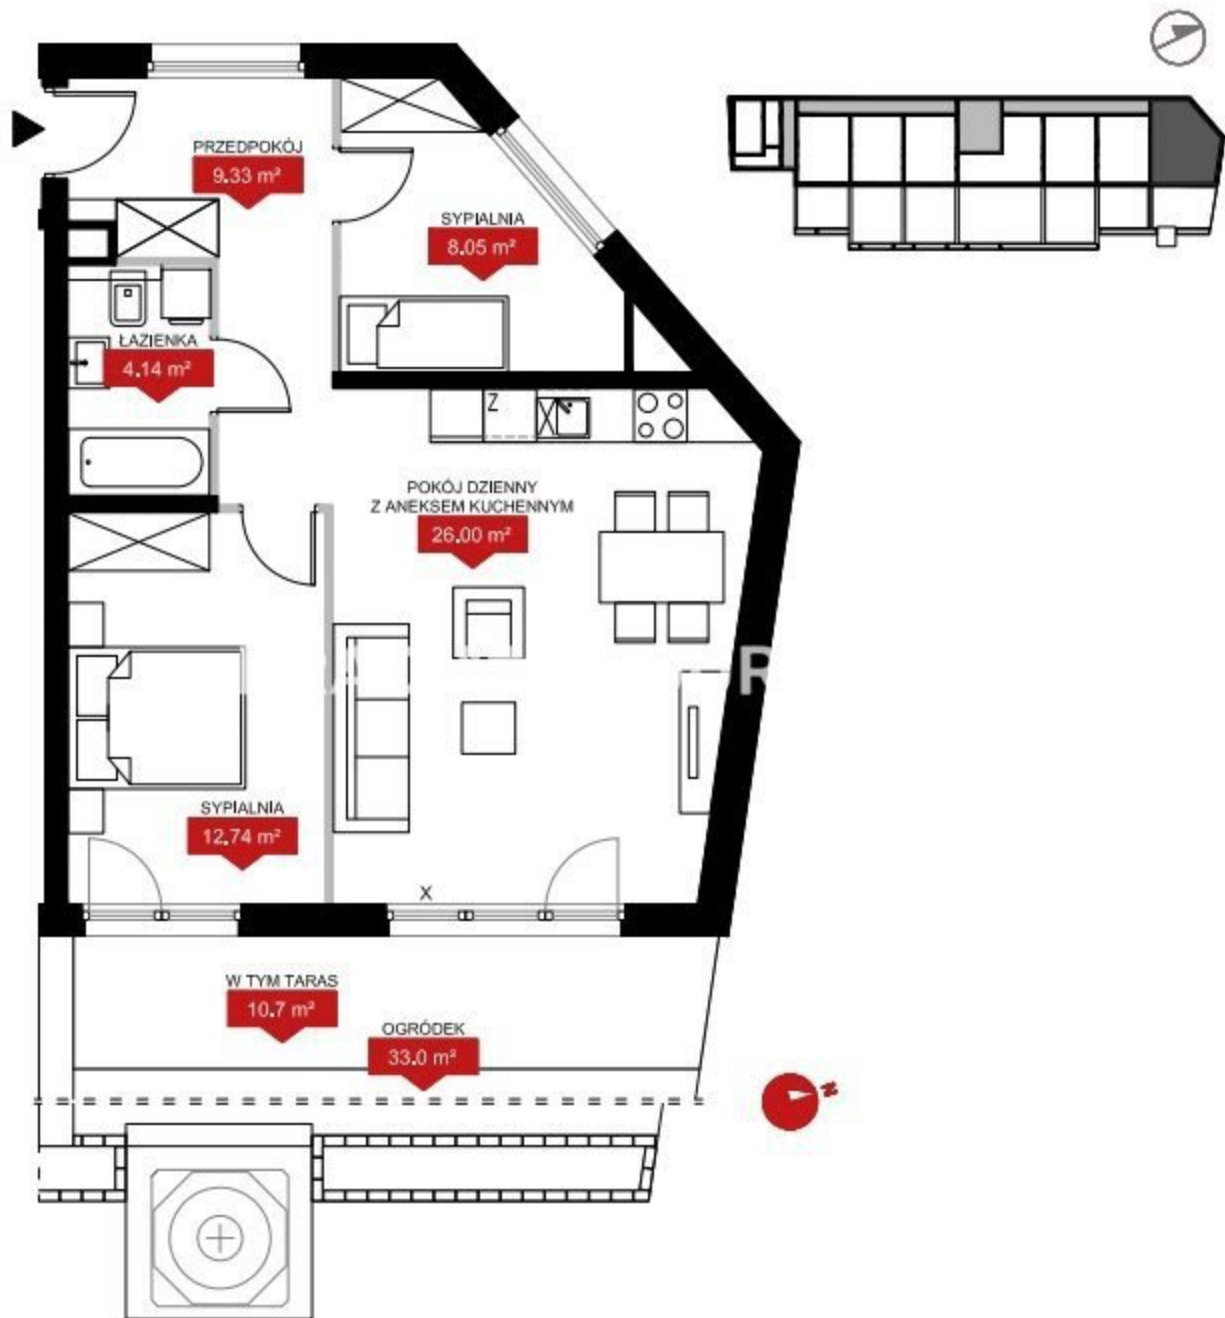 PRZEDPOKÓJ
9.33 m²
SYPIALNIA
8.05 m²
ŁAZIENKA
4.14 m²
Z
POKÓJ DZIENNY
Z ANEKSEM KUCHENNYM
26.00 m²
SYPIALNIA
12.74 m²
X
W TYM TARAS
10.7 m²
OGRÓDEK
33.0 m²
N